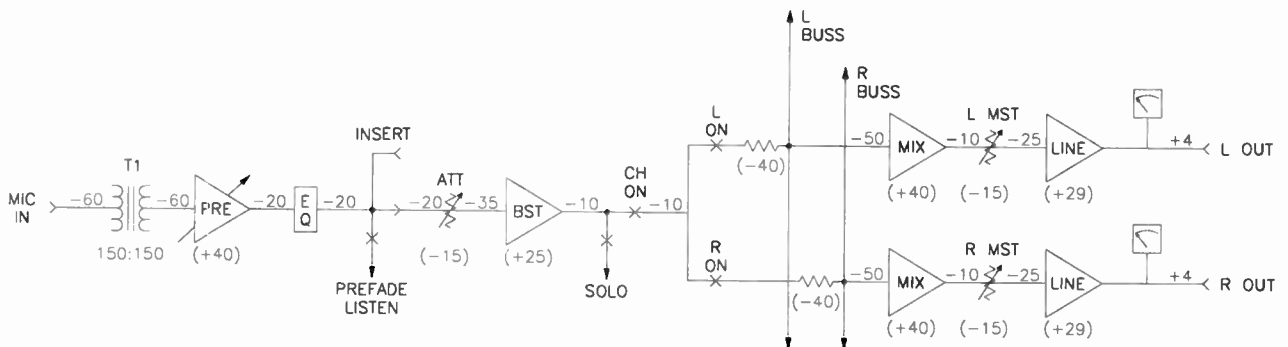 MIC
IN
-60
T1
150:150
-60
PRE
(+40)
-20
E
Q
-20
INSERT
PREFADE
LISTEN
-20
ATT
(-15)
-35
BST
(+25)
-10
SOLO
CH
ON
-10
L
ON
(-40)
L
BUSS
R
BUSS
-50
MIX
(+40)
-10
L MST
(-15)
-25
LINE
(+29)
+4
L OUT
R
ON
(-40)
-50
MIX
(+40)
-10
R MST
(-15)
-25
LINE
(+29)
+4
R OUT